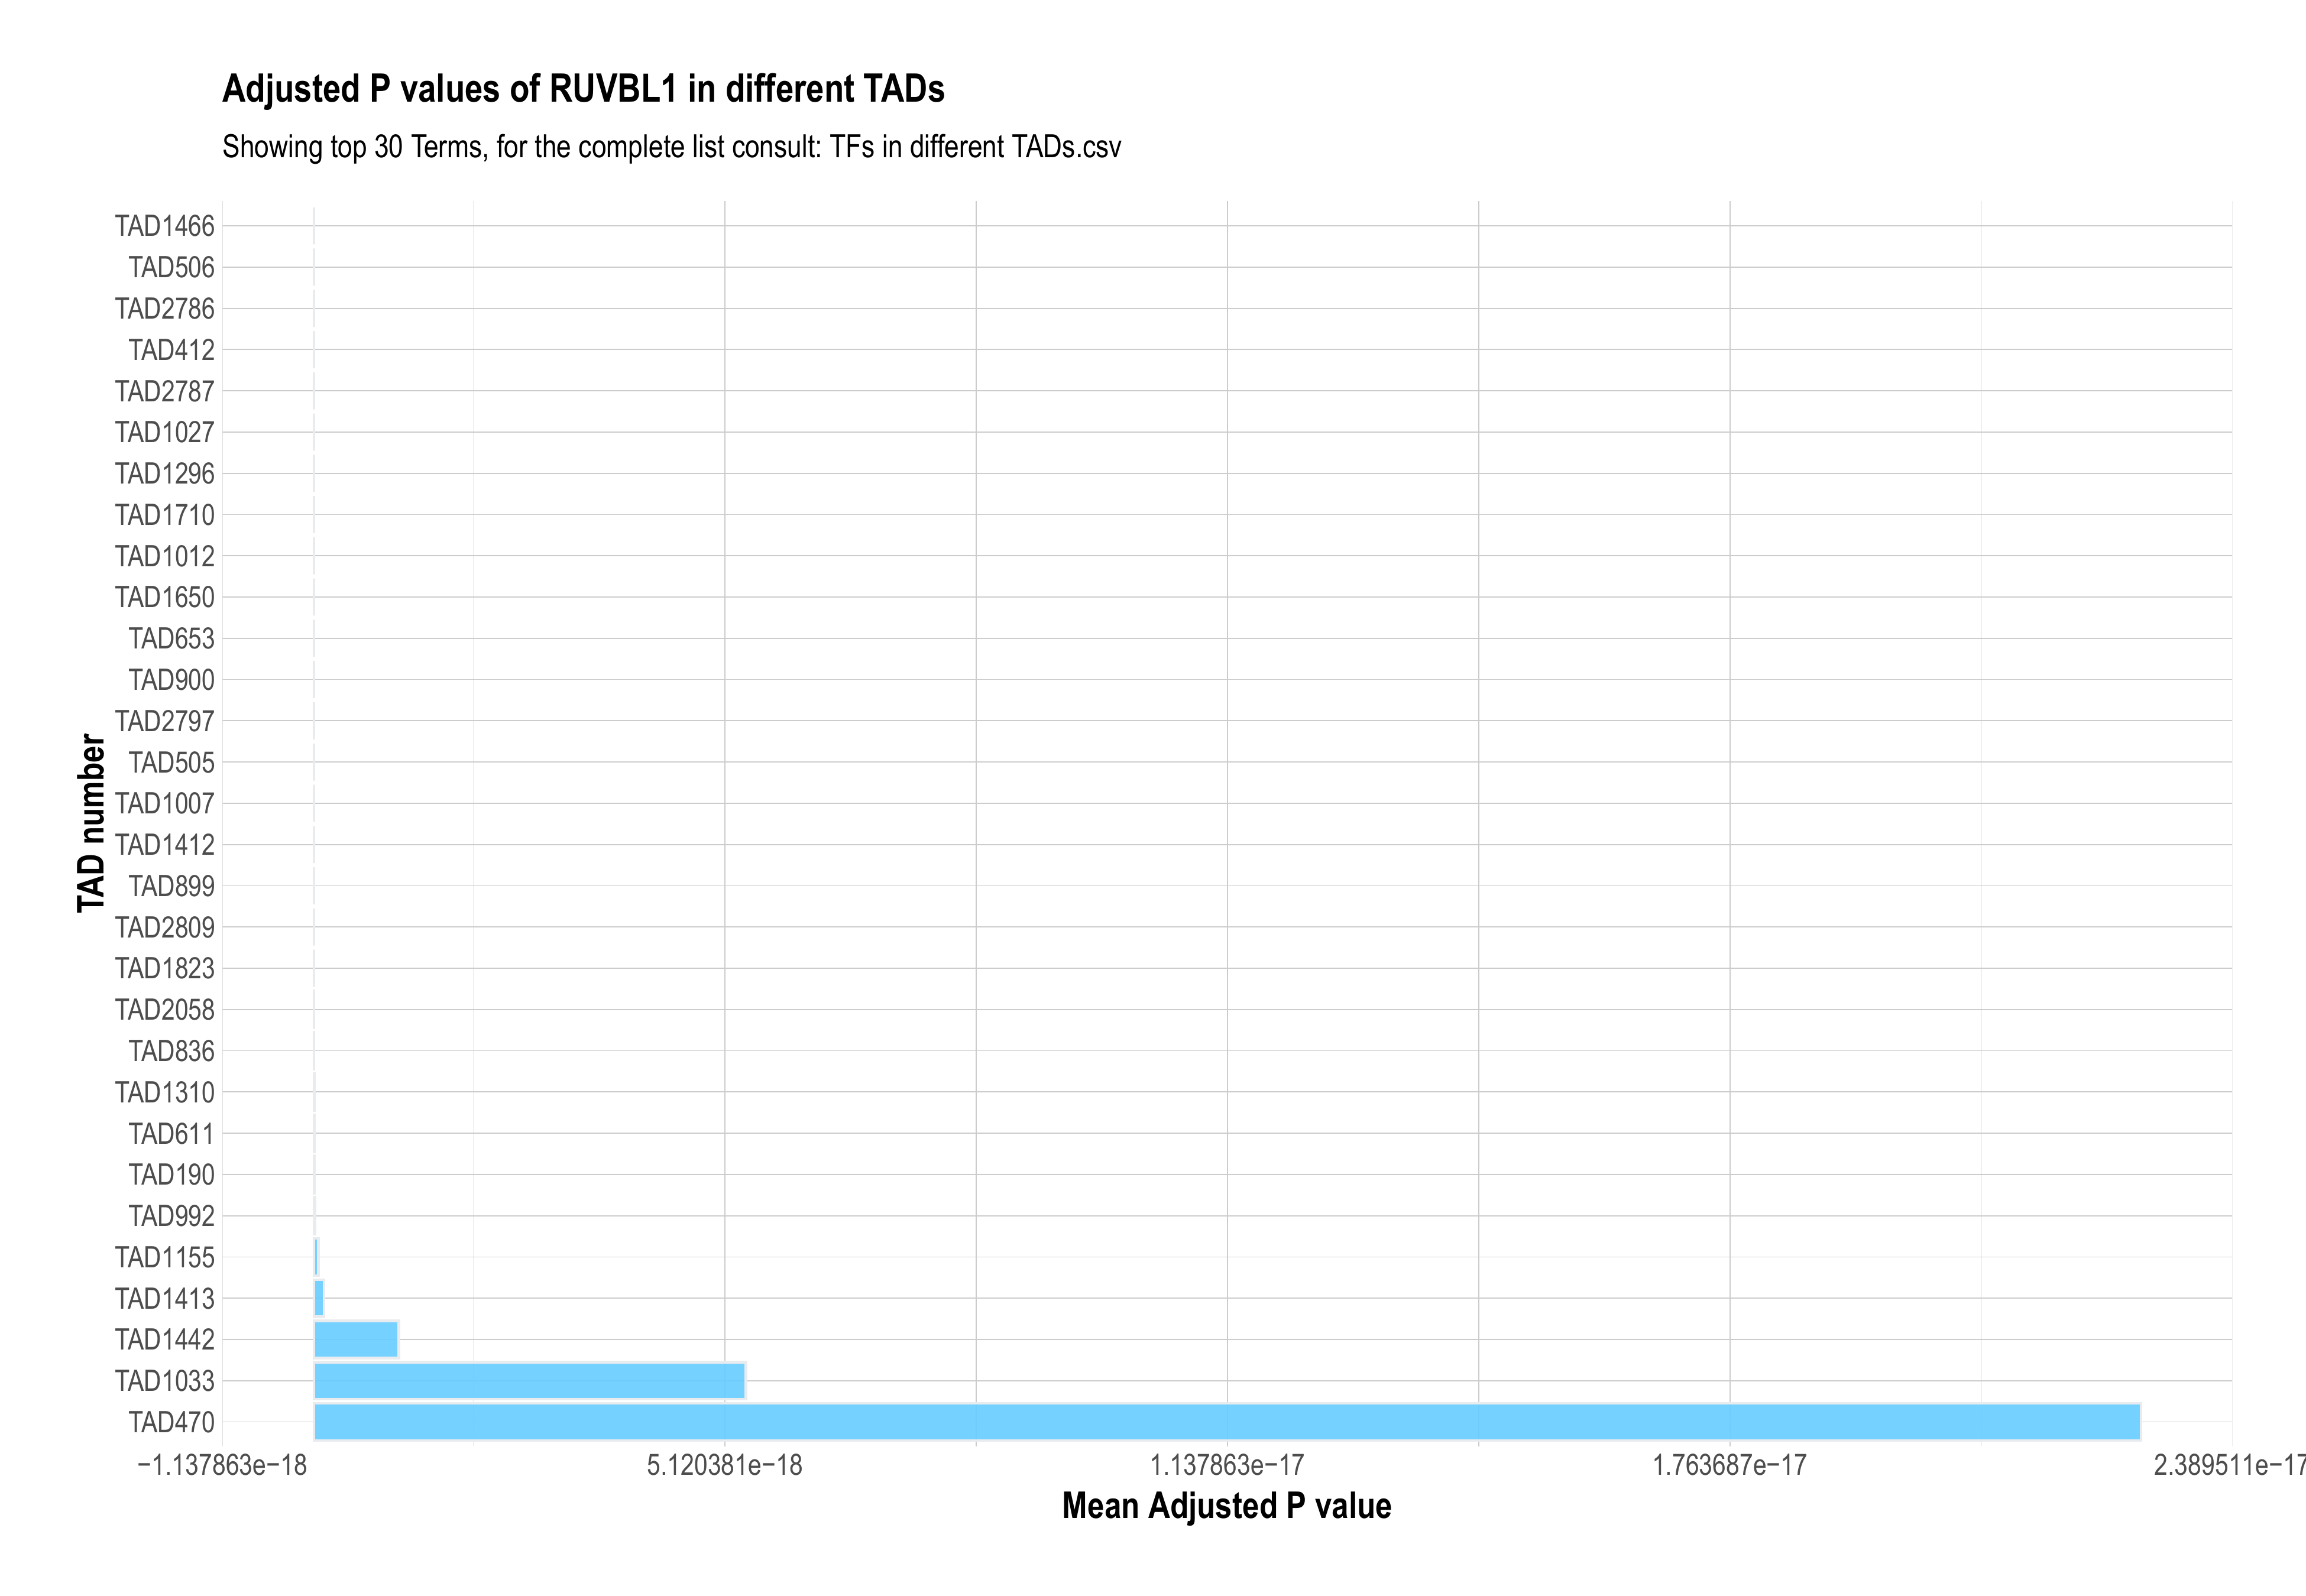 Adjusted P values of RUVBL1 in different TADs
Showing top 30 Terms, for the complete list consult: TFs in different TADs.csv
TAD number
TAD1466
TAD506
TAD2786
TAD412
TAD2787
TAD1027
TAD1296
TAD1710
TAD1012
TAD1650
TAD653
TAD900
TAD2797
TAD505
TAD1007
TAD1412
TAD899
TAD2809
TAD1823
TAD2058
TAD836
TAD1310
TAD611
TAD190
TAD992
TAD1155
TAD1413
TAD1442
TAD1033
TAD470
−1.137863e−18 5.120381e−18 1.137863e−17 1.763687e−17 2.389511e−17
Mean Adjusted P value